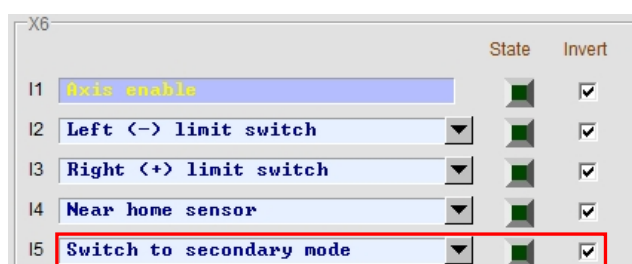 X6
State Invert
I1 Axis enable
I2 Left (-) limit switch
I3 Right (+) limit switch
I4 Near home sensor
I5 Switch to secondary mode